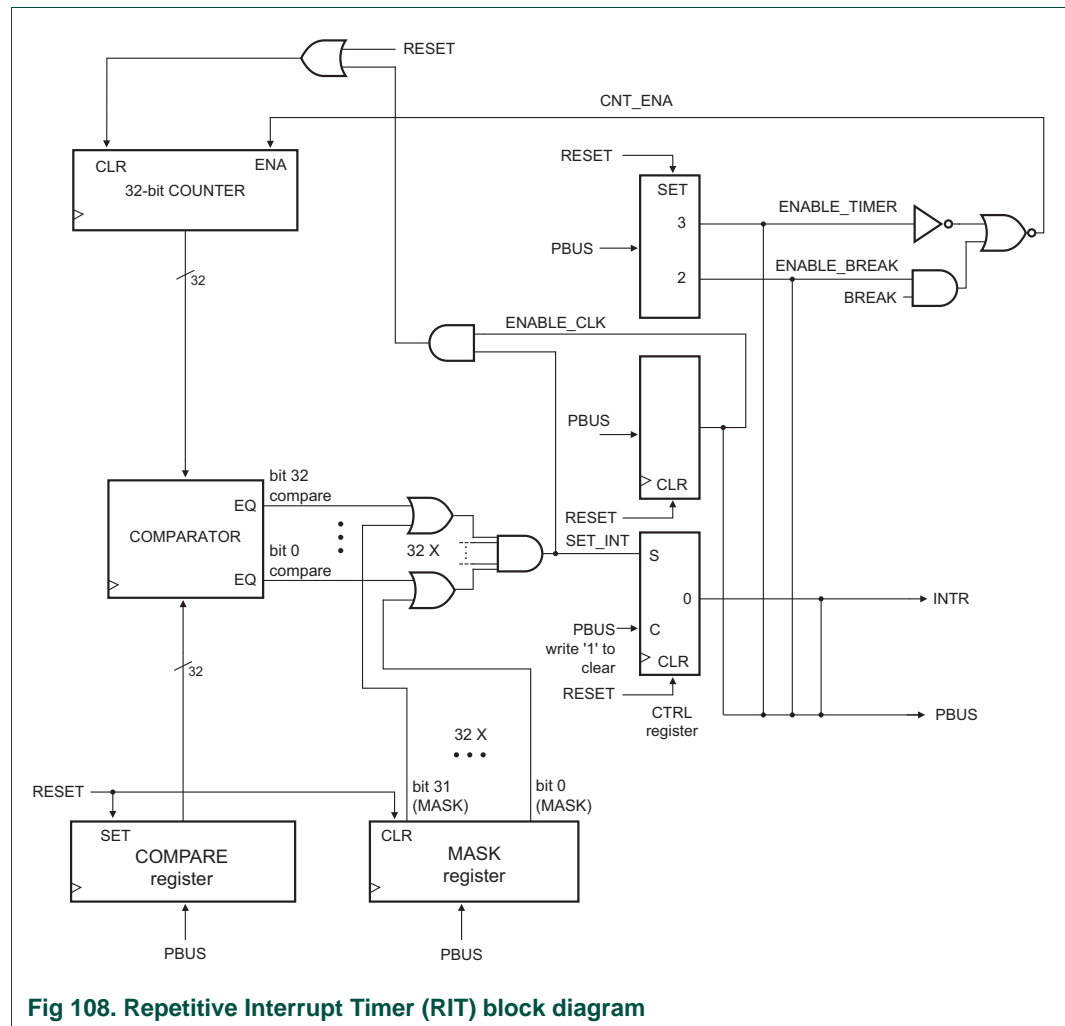 RESET
CNT_ENA
CLR
ENA
32-bit COUNTER
RESET
SET
3
ENABLE_TIMER
PBUS
2
ENABLE_BREAK
BREAK
32
ENABLE_CLK
PBUS
CLR
RESET
bit 32
compare
EQ
COMPARATOR
32 X
bit 0
compare
EQ
SET_INT
S
0
INTR
PBUS
write '1' to
clear
C
CLR
RESET
CTRL
register
PBUS
32
32 X
RESET
bit 31
(MASK)
bit 0
(MASK)
SET
COMPARE
register
CLR
MASK
register
PBUS
PBUS
Fig 108. Repetitive Interrupt Timer (RIT) block diagram